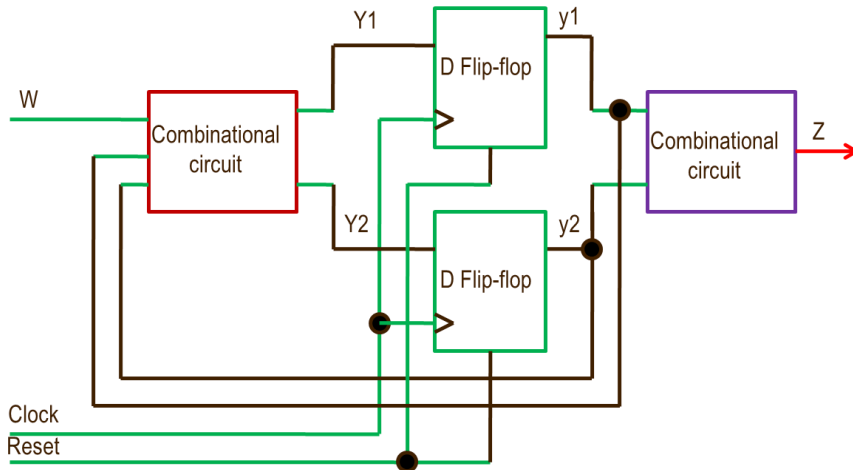 Y1
y1
D Flip-flop
W
Combinational
circuit
Combinational
circuit
Z
Y2
y2
D Flip-flop
Clock
Reset